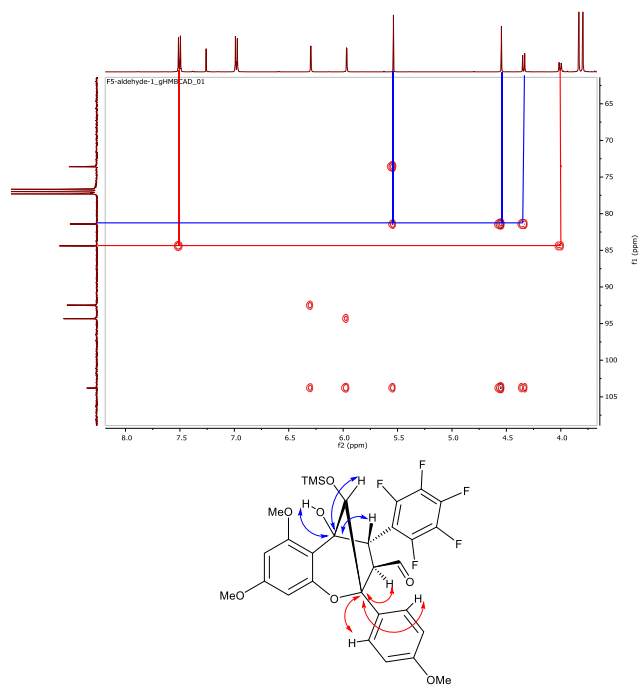 F5-aldehyde-1_gHMBCAD_01
65
70
75
80
85
90
95
100
105
f1 (ppm)
8.0 7.5 7.0 6.5 6.0 5.5 5.0 4.5 4.0
f2 (ppm)
TMSO H F F
H O H F
MeO F
F
H O
MeO O H
H
OMe